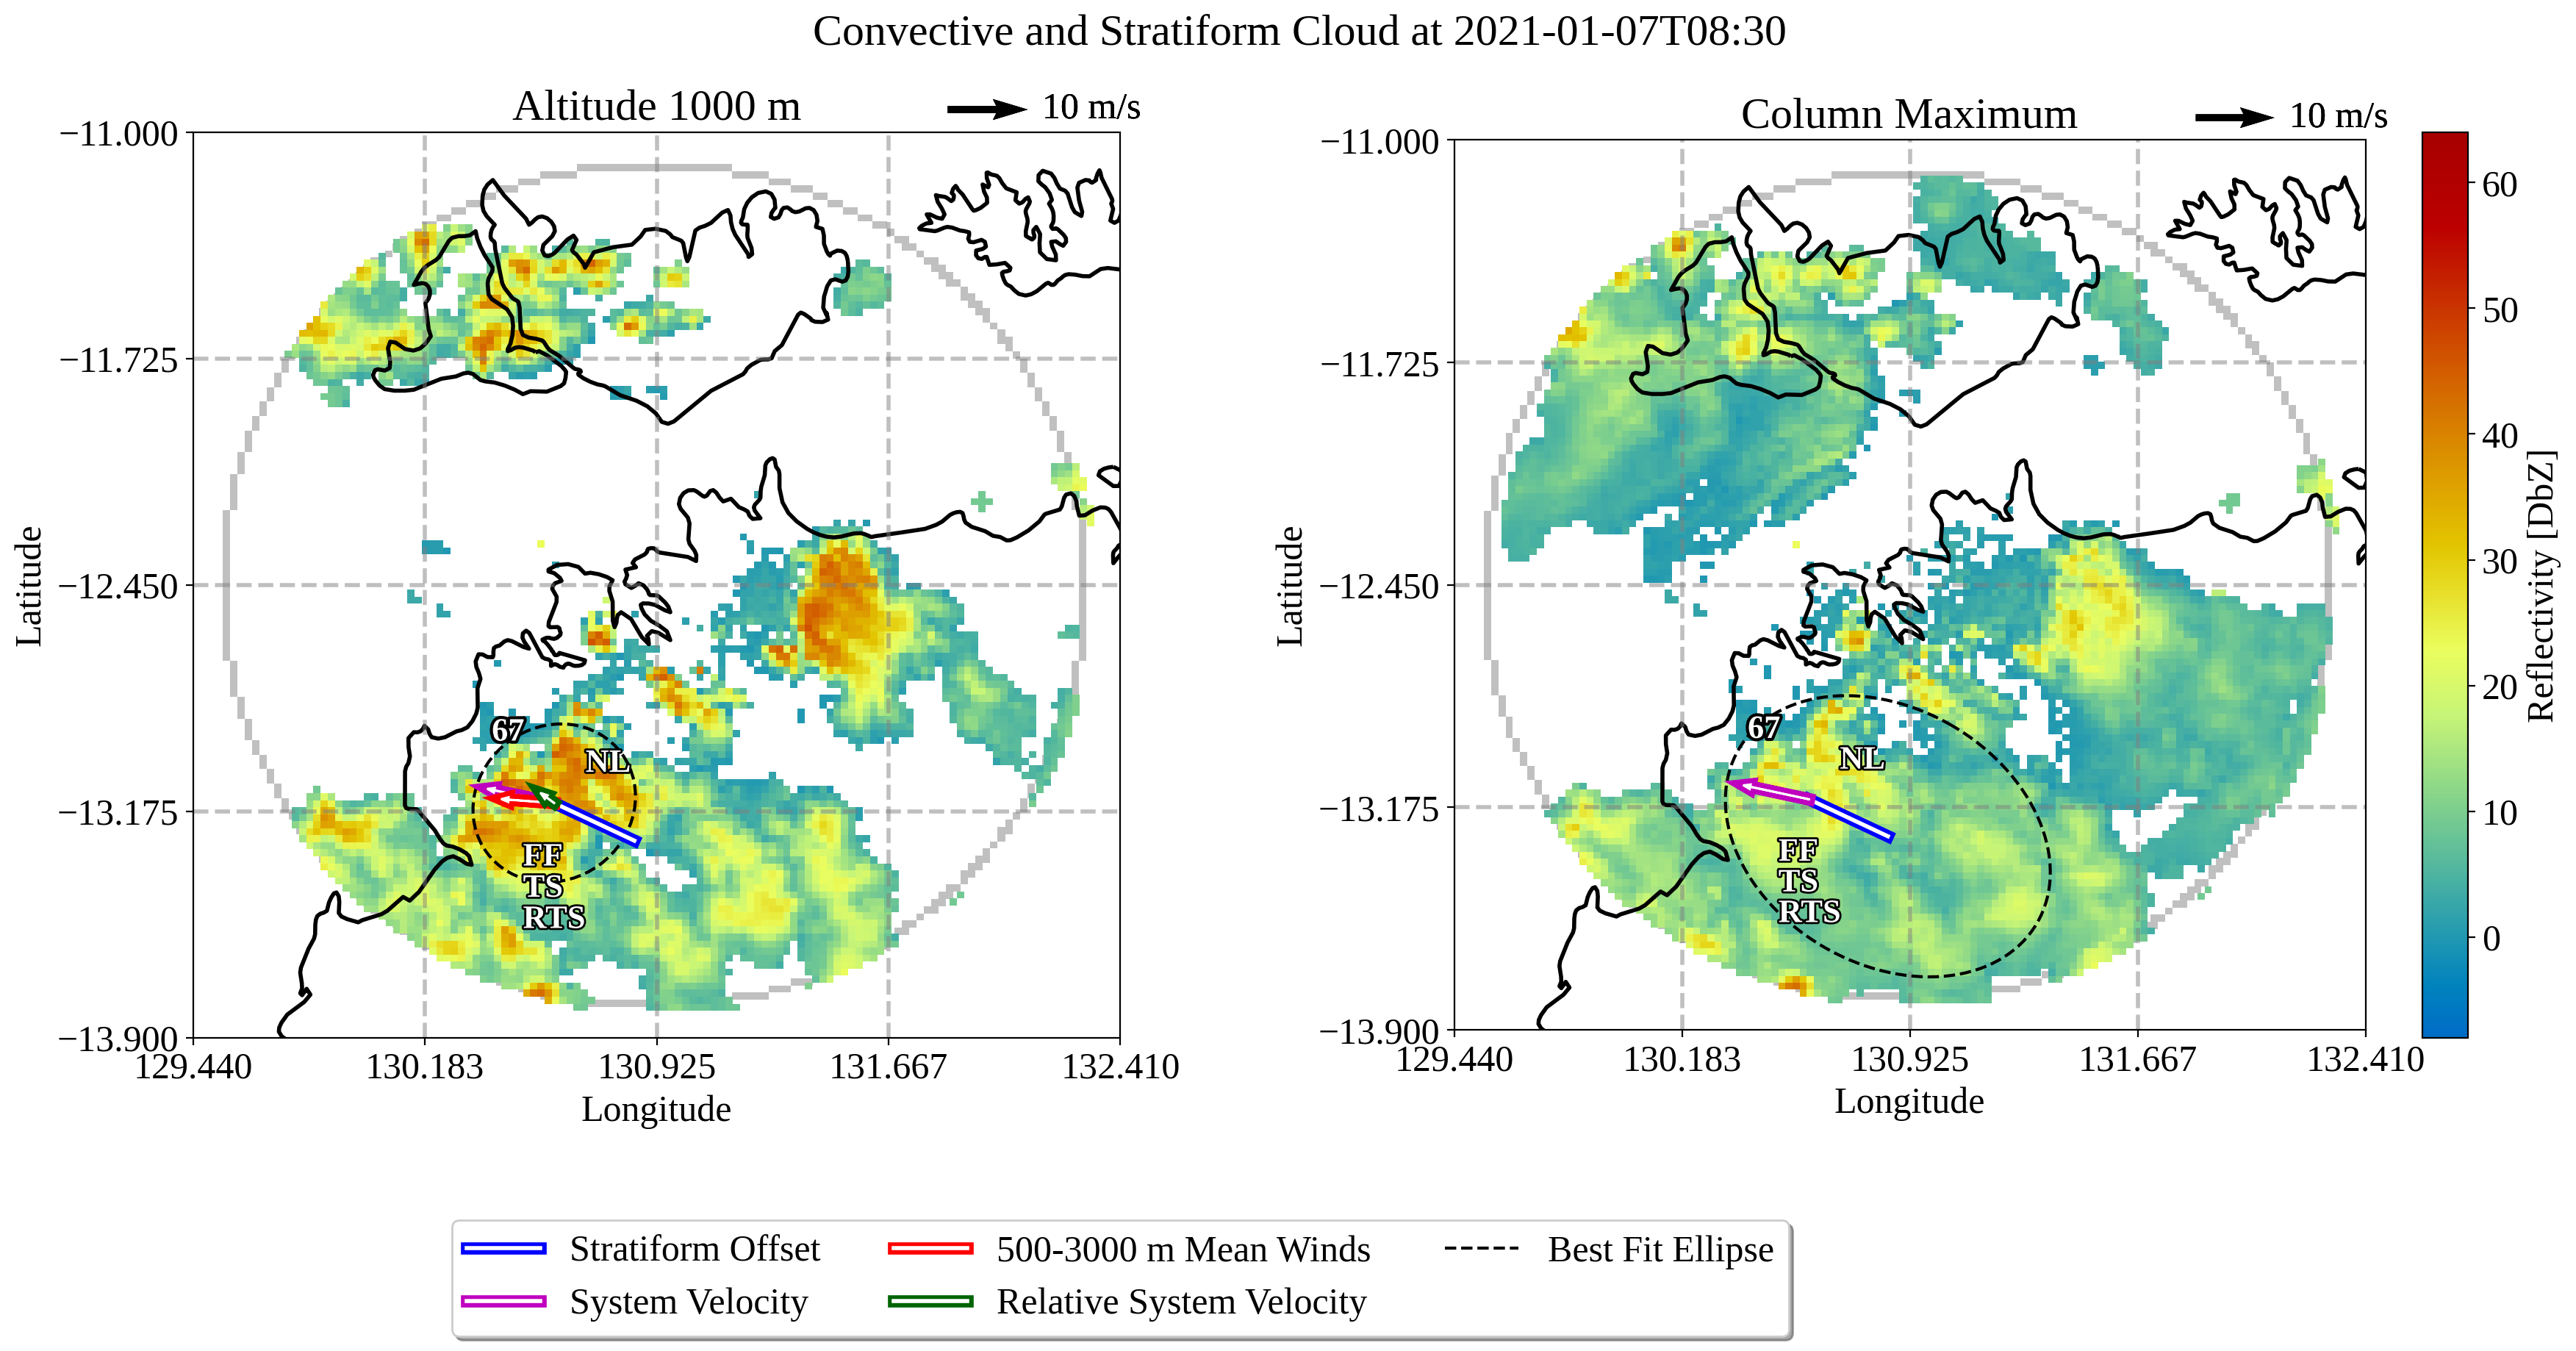 Convective and Stratiform Cloud at 2021-01-07T08:30
Altitude 1000 m
10 m/s
−11.000
−11.725
−12.450
−13.175
−13.900
Latitude
129.440
130.183
130.925
131.667
132.410
Longitude
67
NL
FF
TS
RTS
Column Maximum
10 m/s
−11.000
−11.725
−12.450
−13.175
−13.900
Latitude
129.440
130.183
130.925
131.667
132.410
Longitude
67
NL
FF
TS
RTS
60
50
40
30
20
10
0
Reflectivity [DbZ]
Stratiform Offset
System Velocity
500-3000 m Mean Winds
Relative System Velocity
Best Fit Ellipse